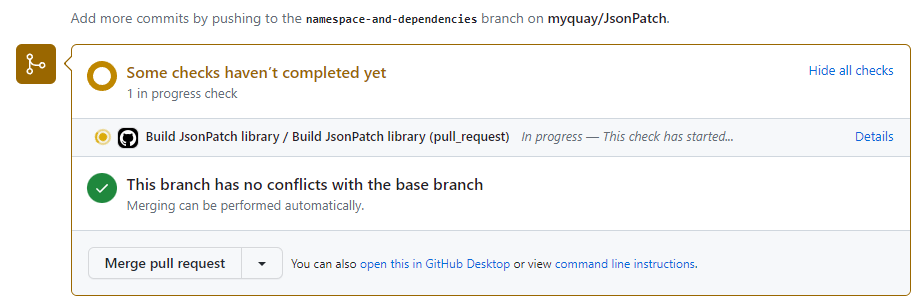 Add more commits by pushing to the namespace-and-dependencies branch on myquay/JsonPatch.
Some checks haven't completed yet
Hide all checks
1 in progress check
Build JsonPatch library / Build JsonPatch library (pull_request) In progress — This check has started...
Details
This branch has no conflicts with the base branch
Merging can be performed automatically.
Merge pull request
You can also open this in GitHub Desktop or view command line instructions.